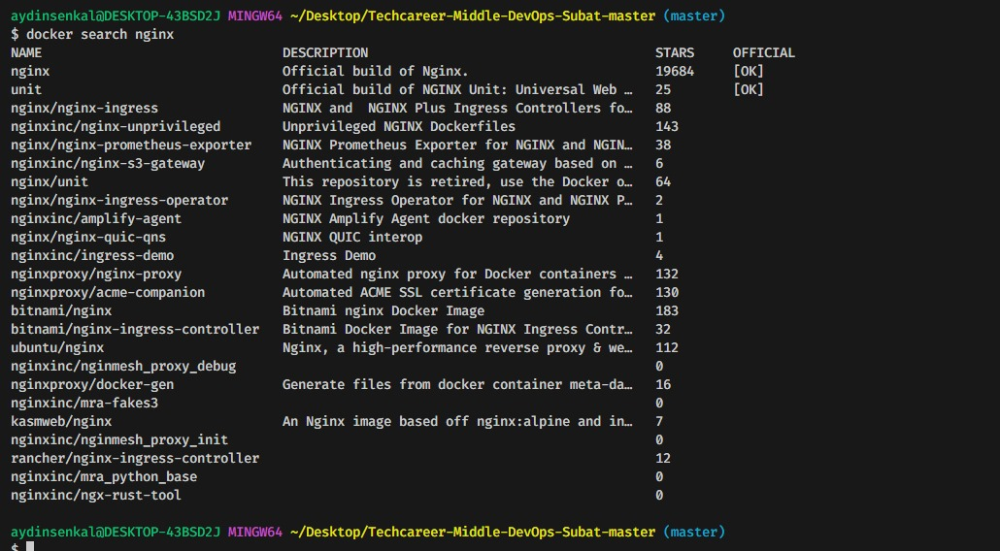 aydinsenkal@DESKTOP-43BSD2J MINGW64 ~/Desktop/Techcareer-Middle-DevOps-Subat-master (master)
$ docker search nginx
NAME DESCRIPTION STARS OFFICIAL
nginx Official build of Nginx. 19684 [OK]
unit Official build of NGINX Unit: Universal Web … 25 [OK]
nginx/nginx-ingress NGINX and  NGINX Plus Ingress Controllers fo… 88
nginxinc/nginx-unprivileged Unprivileged NGINX Dockerfiles 143
nginx/nginx-prometheus-exporter NGINX Prometheus Exporter for NGINX and NGIN… 38
nginxinc/nginx-s3-gateway Authenticating and caching gateway based on … 6
nginx/unit This repository is retired, use the Docker o… 64
nginx/nginx-ingress-operator NGINX Ingress Operator for NGINX and NGINX P… 2
nginxinc/amplify-agent NGINX Amplify Agent docker repository 1
nginx/nginx-quic-qns NGINX QUIC interop 1
nginxinc/ingress-demo Ingress Demo 4
nginxproxy/nginx-proxy Automated nginx proxy for Docker containers … 132
nginxproxy/acme-companion Automated ACME SSL certificate generation fo… 130
bitnami/nginx Bitnami nginx Docker Image 183
bitnami/nginx-ingress-controller Bitnami Docker Image for NGINX Ingress Contr… 32
ubuntu/nginx Nginx, a high-performance reverse proxy & we… 112
nginxinc/nginmesh_proxy_debug 0
nginxproxy/docker-gen Generate files from docker container meta-da… 16
nginxinc/mra-fakes3 0
kasmweb/nginx An Nginx image based off nginx:alpine and in… 7
nginxinc/nginmesh_proxy_init 0
rancher/nginx-ingress-controller 12
nginxinc/mra_python_base 0
nginxinc/ngx-rust-tool 0
aydinsenkal@DESKTOP-43BSD2J MINGW64 ~/Desktop/Techcareer-Middle-DevOps-Subat-master (master)
$